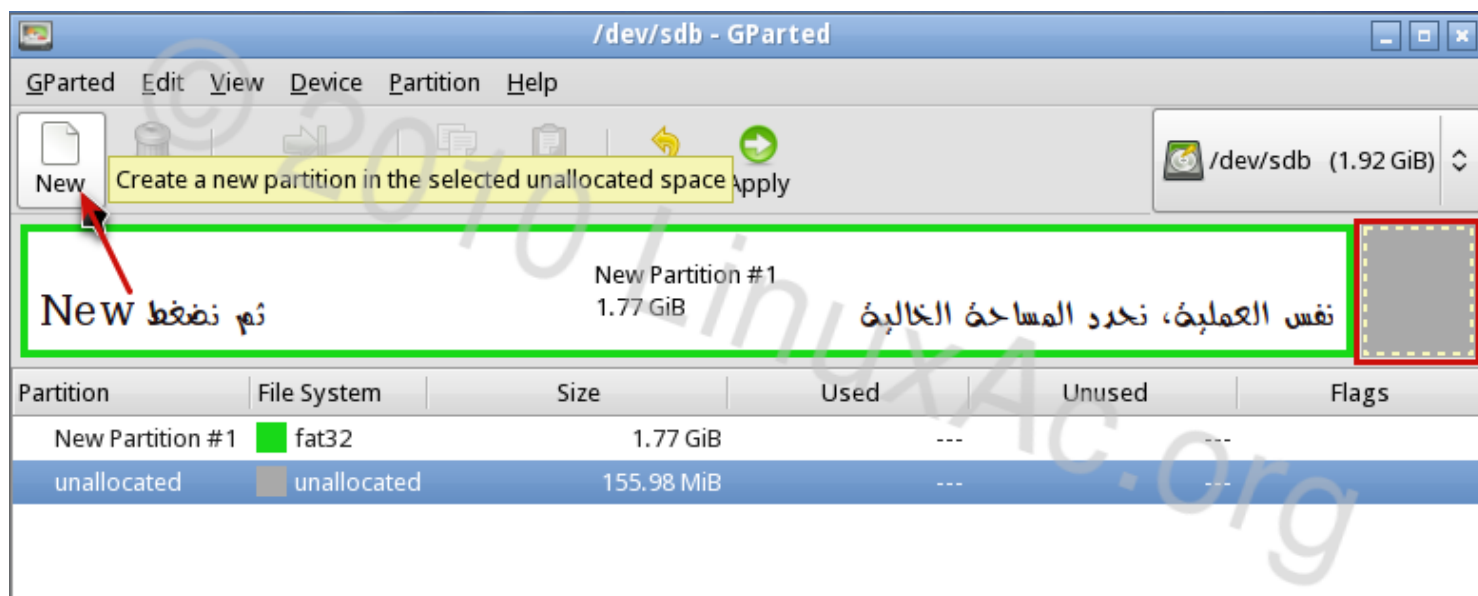 /dev/sdb - GParted
GParted Edit View Device Partition Help
New
Create a new partition in the selected unallocated space
Apply
/dev/sdb (1.92 GiB)
New Partition #1
1.77 GiB
نفس العملية، نحدد المساحة الخالية
ثم نضغط New
Partition File System Size Used Unused Flags
New Partition #1 fat32 1.77 GiB --- ---
unallocated unallocated 155.98 MiB --- ---
© 2010 LinuxAc.org